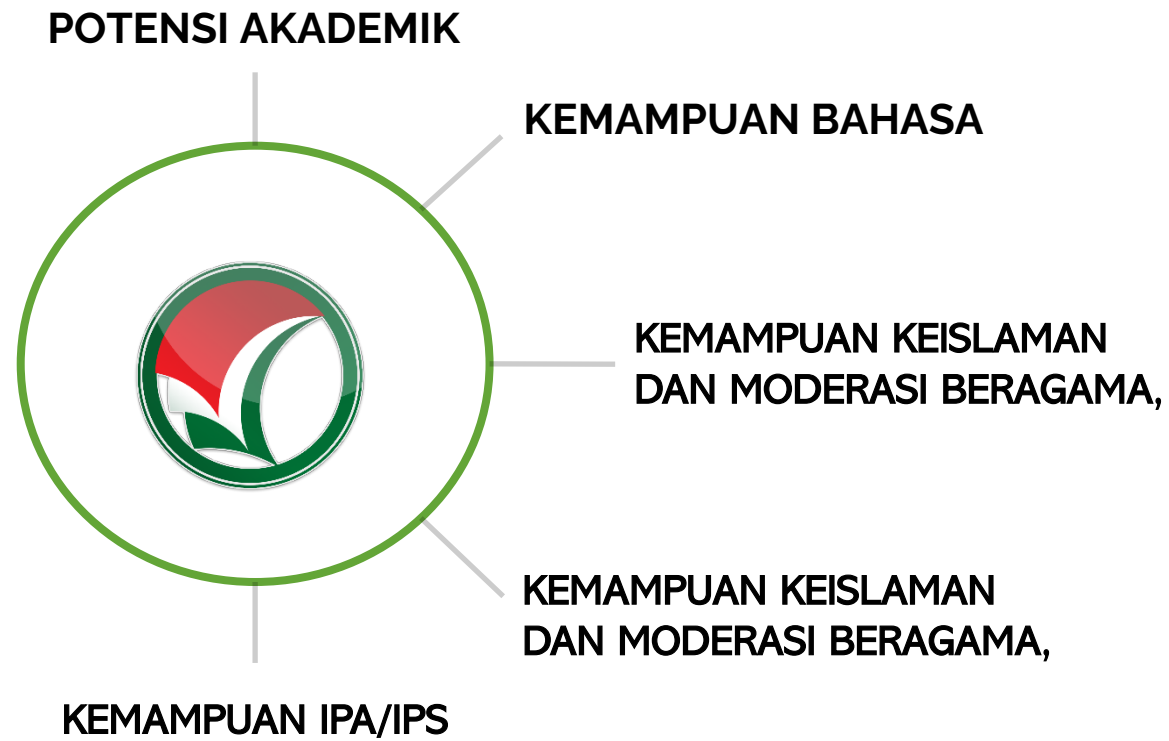 POTENSI AKADEMIK
KEMAMPUAN BAHASA
KEMAMPUAN KEISLAMAN
DAN MODERASI BERAGAMA,
KEMAMPUAN KEISLAMAN
DAN MODERASI BERAGAMA,
KEMAMPUAN IPA/IPS